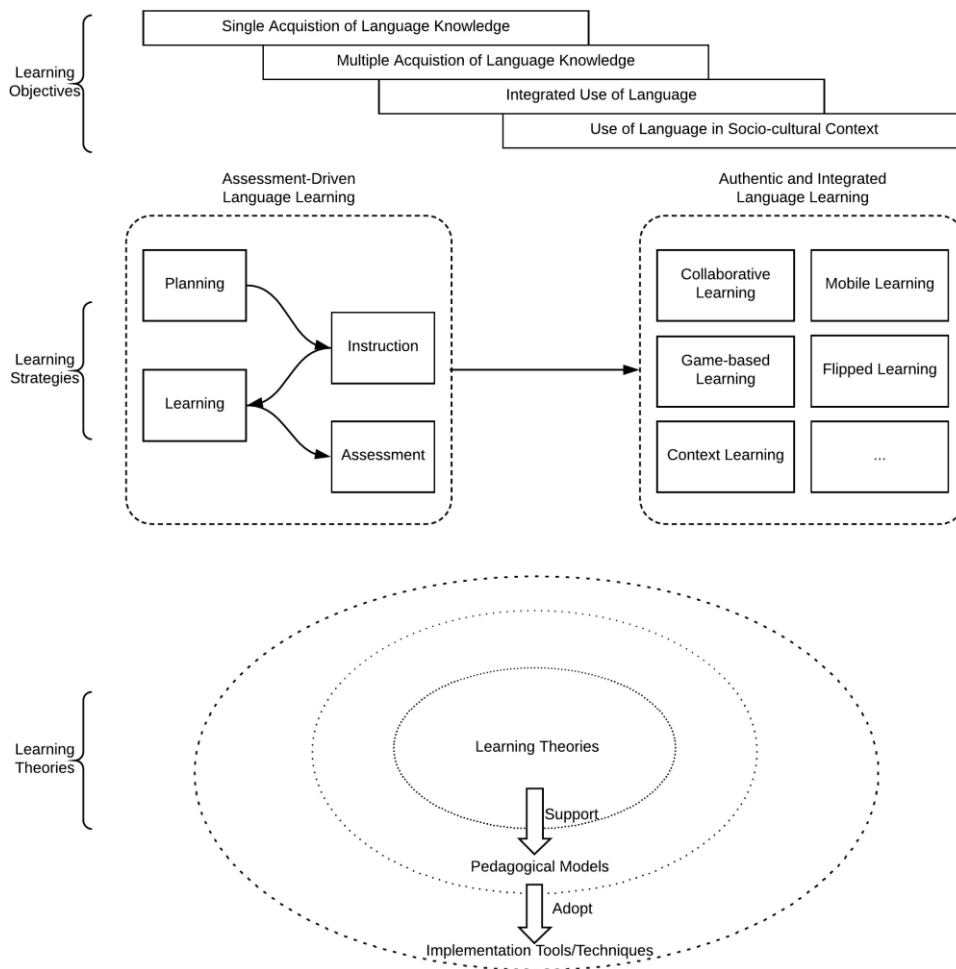 Single Acquistion of Language Knowledge
Multiple Acquistion of Language Knowledge
Integrated Use of Language
Use of Language in Socio-cultural Context
Learning
Objectives
Assessment-Driven
Language Learning
Authentic and Integrated
Language Learning
Planning
Instruction
Learning
Assessment
Collaborative
Learning
Mobile Learning
Game-based
Learning
Flipped Learning
Context Learning
...
Learning
Strategies
Learning
Theories
Learning Theories
Support
Pedagogical Models
Adopt
Implementation Tools/Techniques